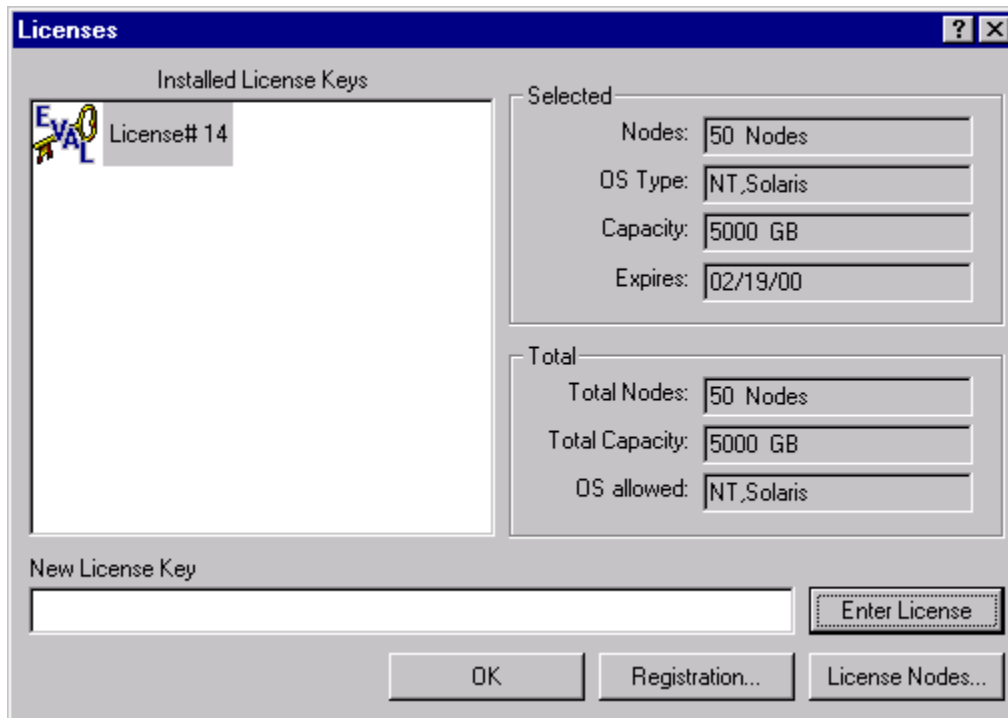 Licenses
Installed License Keys
EVAL
License# 14
Selected
Nodes: 50 Nodes
OS Type: NT,Solaris
Capacity: 5000 GB
Expires: 02/19/00
Total
Total Nodes: 50 Nodes
Total Capacity: 5000 GB
OS allowed: NT,Solaris
New License Key
Enter License
OK
Registration...
License Nodes...